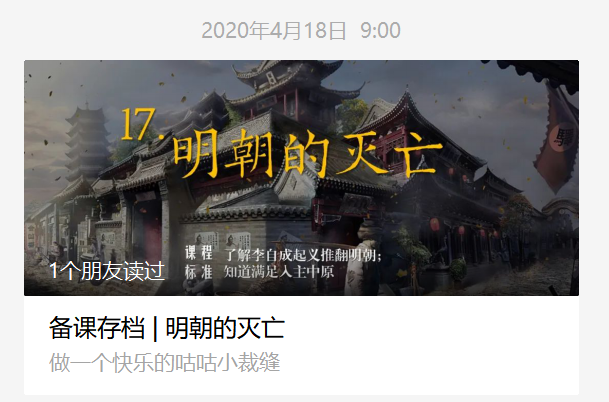 2020年4月18日 9:00
17.明朝的灭亡
课程 了解李自成起义推翻明朝；
标准 知道满足入主中原
1个朋友读过
备课存档 | 明朝的灭亡
做一个快乐的咕咕小裁缝